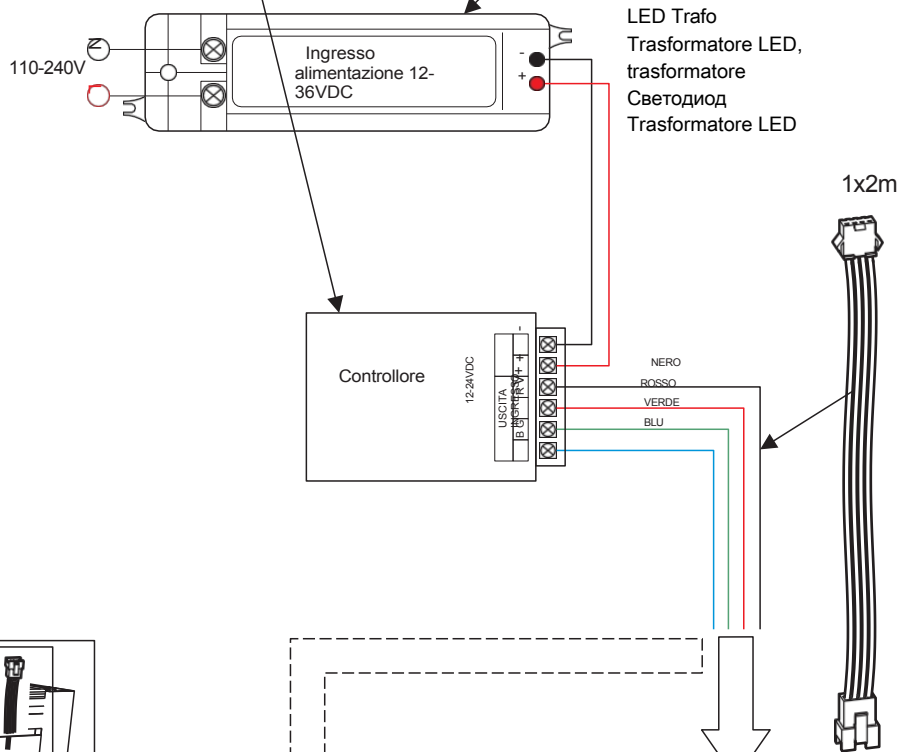 LED Trafo
Trasformatore LED,
trasformatore
Светодиод
Trasformatore LED
N
110-240V
Ingresso
alimentazione 12-
36VDC
-
+
1x2m
Controllore
12-24VDC
USCITA
INGRESSO
B G R V+ + -
NERO
ROSSO
VERDE
BLU